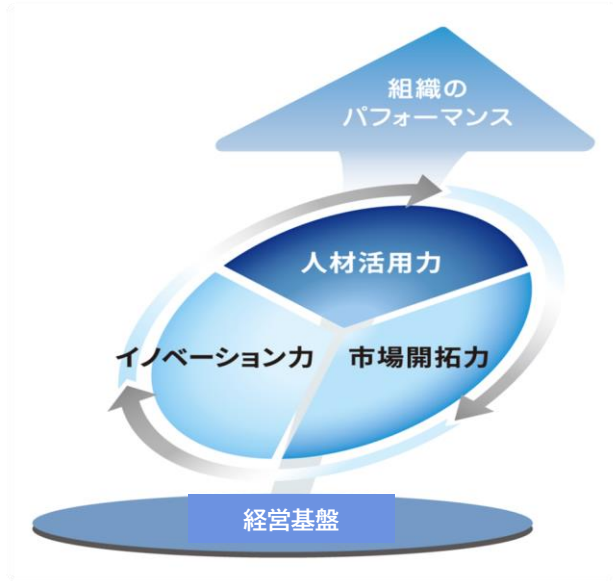 組織の
パフォーマンス
人材活用力
イノベーション力
市場開拓力
経営基盤